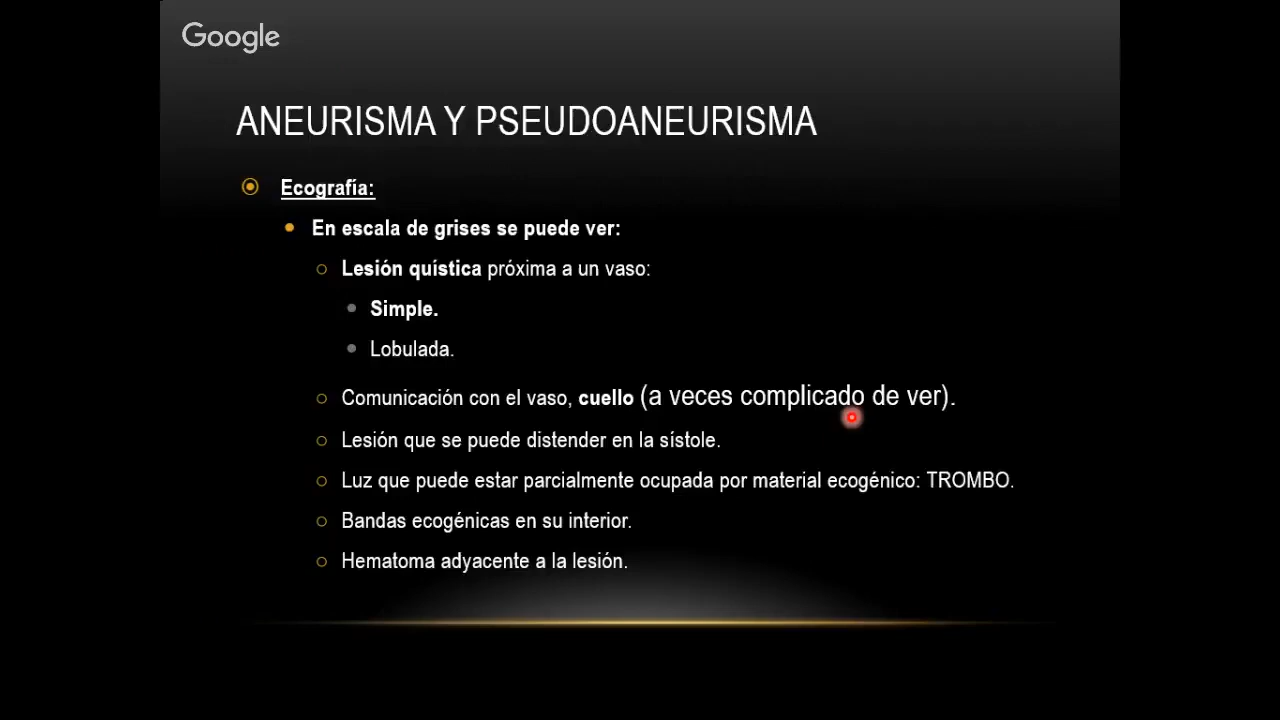 Google
ANEURISMA Y PSEUDOANEURISMA
Ecografía:
En escala de grises se puede ver:
Lesión quística próxima a un vaso:
Simple.
Lobulada.
Comunicación con el vaso, cuello (a veces complicado de ver).
Lesión que se puede distender en la sístole.
Luz que puede estar parcialmente ocupada por material ecogénico: TROMBO.
Bandas ecogénicas en su interior.
Hematoma adyacente a la lesión.